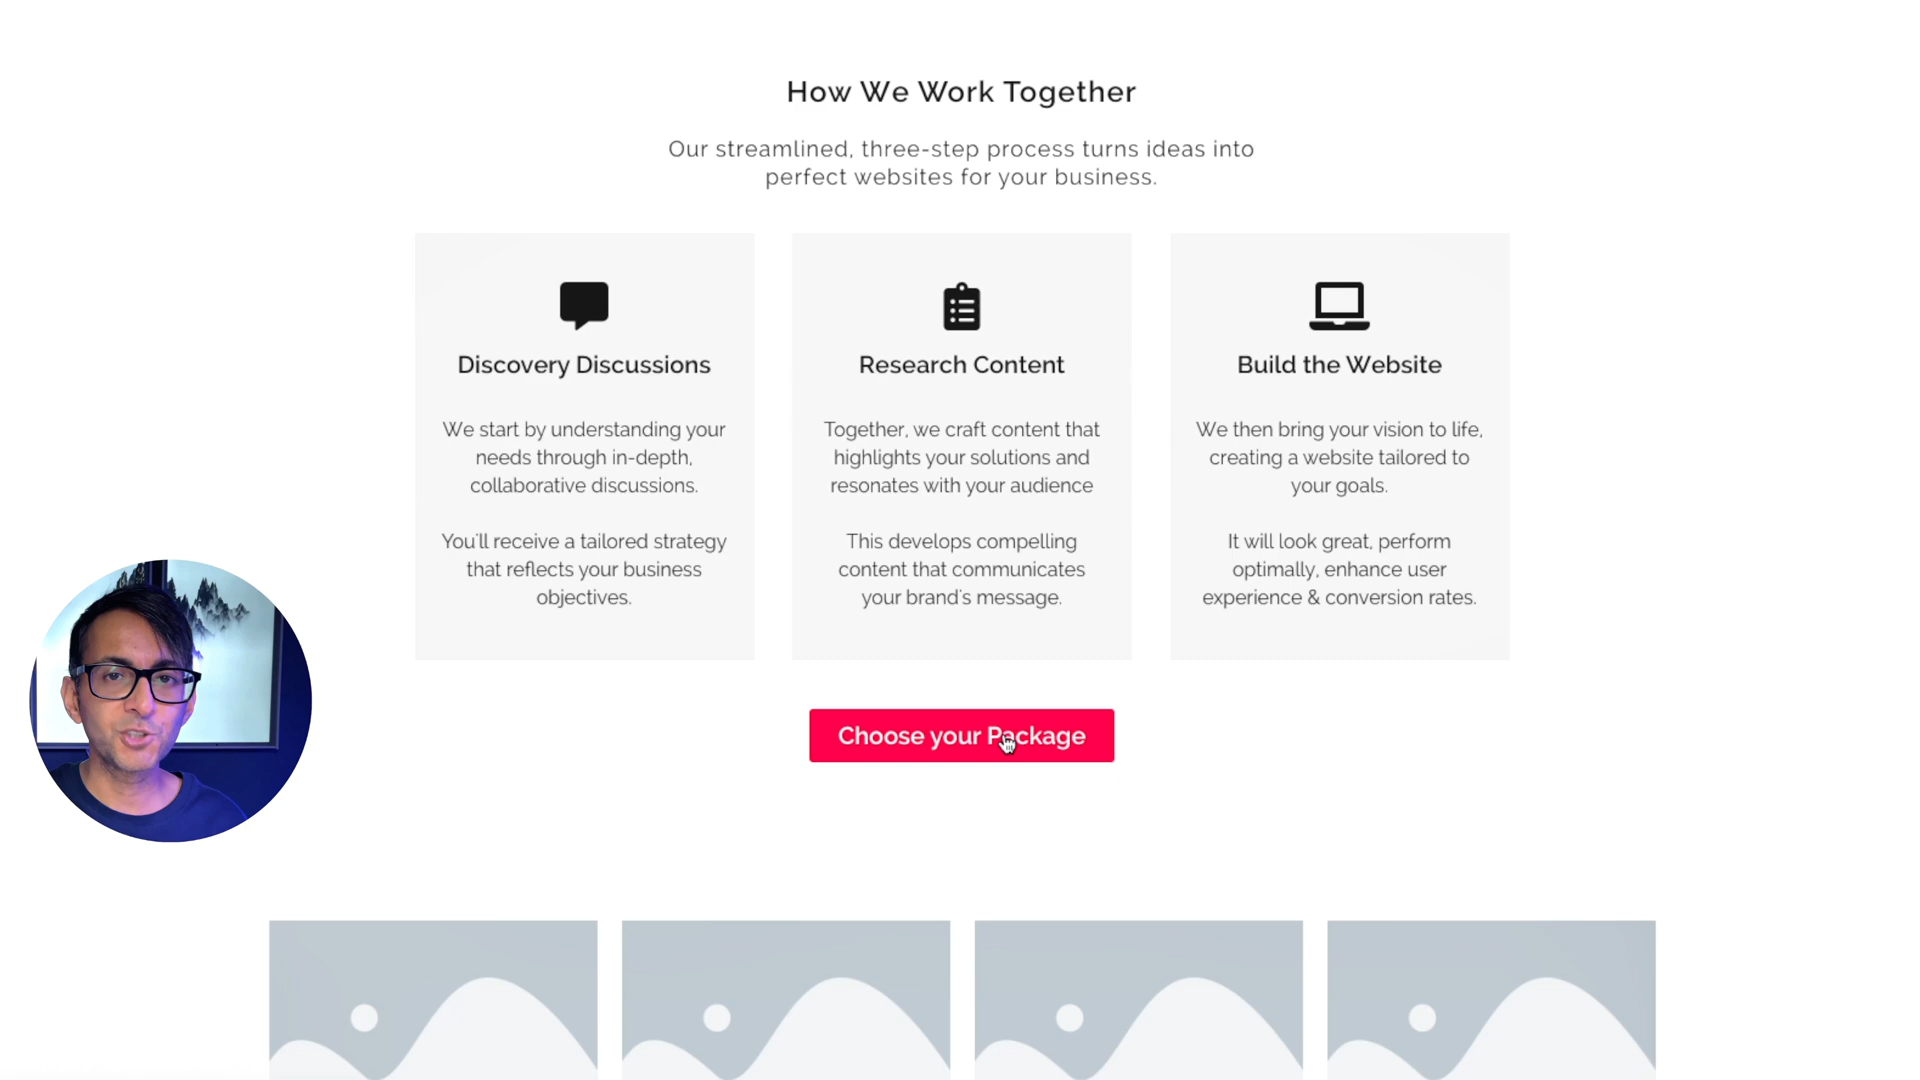 How We Work Together
Our streamlined, three-step process turns ideas into
perfect websites for your business.
Discovery Discussions
We start by understanding your
needs through in-depth,
collaborative discussions.
You'll receive a tailored strategy
that reflects your business
objectives.
Research Content
Together, we craft content that
highlights your solutions and
resonates with your audience
This develops compelling
content that communicates
your brand's message.
Build the Website
We then bring your vision to life,
creating a website tailored to
your goals.
It will look great, perform
optimally, enhance user
experience & conversion rates.
Choose your Package